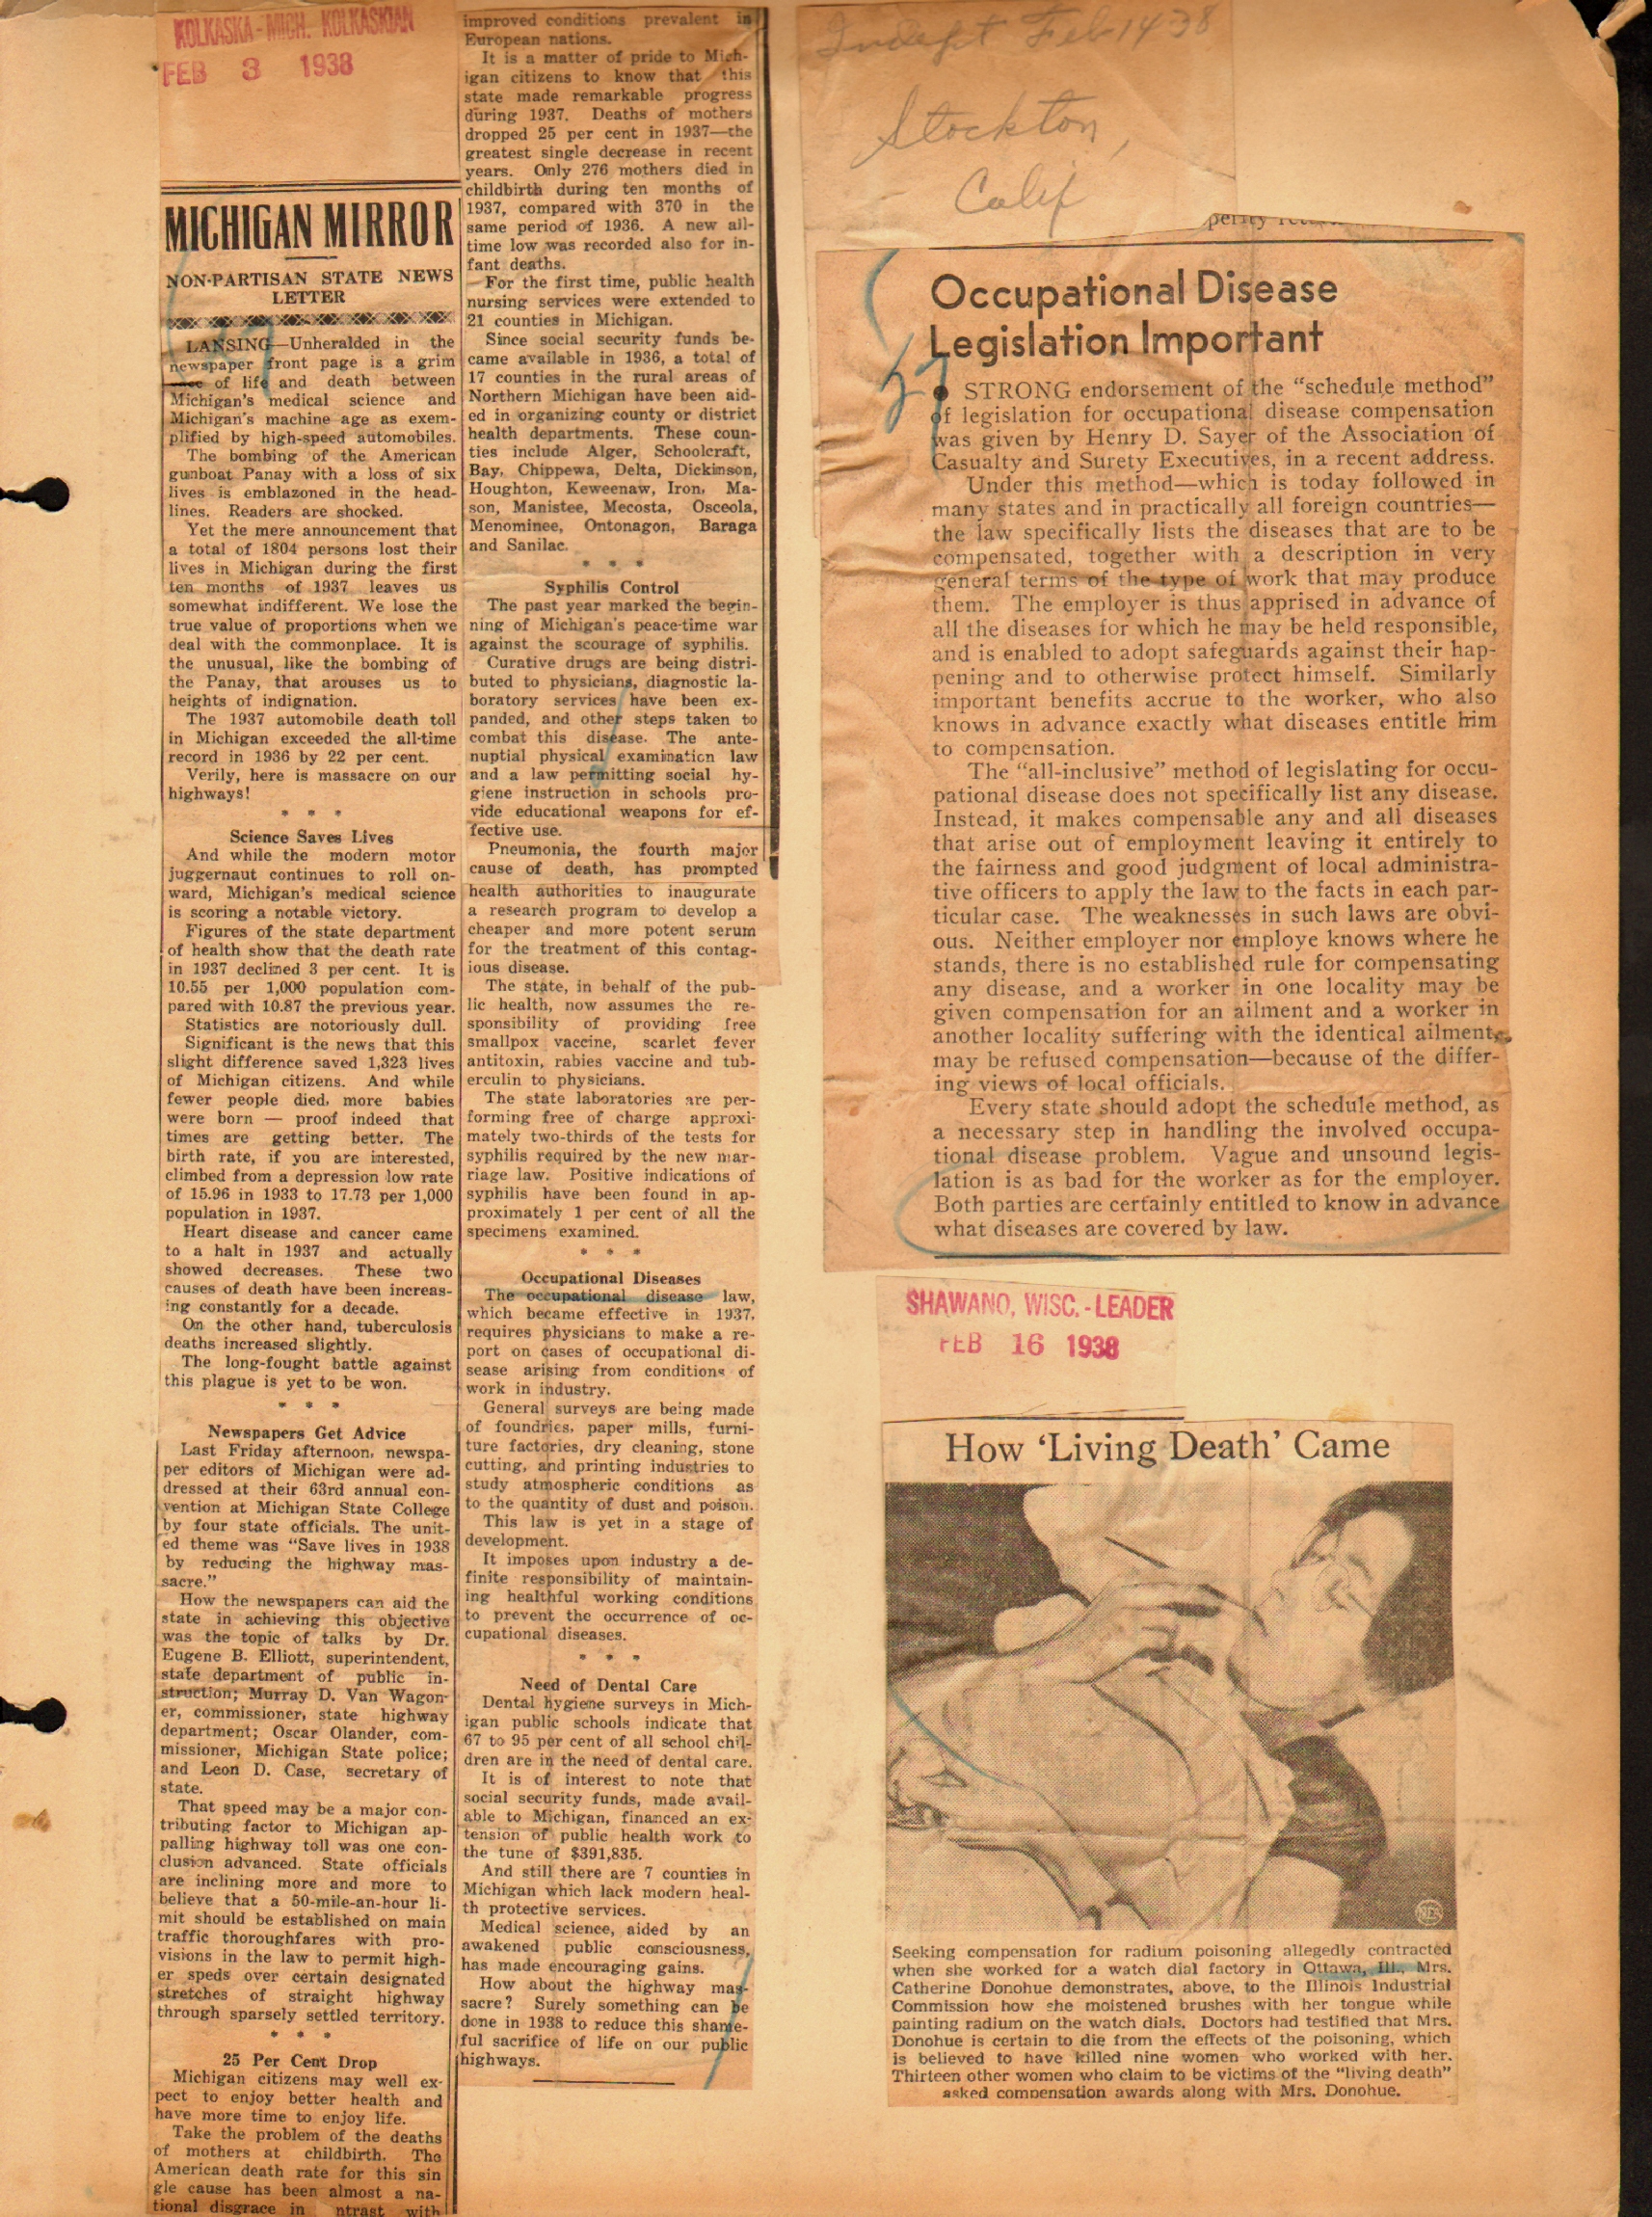 KOLKASKA - MICH. KOLKASKIAN
FEB 3 1938
MICHIGAN MIRROR
NON-PARTISAN STATE NEWS
LETTER
LANSING—Unheralded in the
newspaper front page is a grim
of life and death between
Michigan's medical science and
Michigan's machine age as exem-
plified by high-speed automobiles.
The bombing of the American
gunboat Panay with a loss of six
lives is emblazoned in the head-
lines. Readers are shocked.
Yet the mere announcement that
a total of 1804 persons lost their
lives in Michigan during the first
ten months of 1937 leaves us
somewhat indifferent. We lose the
true value of proportions when we
deal with the commonplace. It is
the unusual, like the bombing of
the Panay, that arouses us to
heights of indignation.
The 1937 automobile death toll
in Michigan exceeded the all-time
record in 1936 by 22 per cent.
Verily, here is massacre on our
highways!
* * *
Science Saves Lives
And while the modern motor
juggernaut continues to roll on-
ward, Michigan's medical science
is scoring a notable victory.
Figures of the state department
of health show that the death rate
in 1937 declined 3 per cent. It is
10.55 per 1,000 population com-
pared with 10.87 the previous year.
Statistics are notoriously dull.
Significant is the news that this
slight difference saved 1,323 lives
of Michigan citizens. And while
fewer people died, more babies
were born — proof indeed that
times are getting better. The
birth rate, if you are interested,
climbed from a depression low rate
of 15.96 in 1933 to 17.73 per 1,000
population in 1937.
Heart disease and cancer came
to a halt in 1937 and actually
showed decreases. These two
causes of death have been increas-
ing constantly for a decade.
On the other hand, tuberculosis
deaths increased slightly.
The long-fought battle against
this plague is yet to be won.
* * *
Newspapers Get Advice
Last Friday afternoon, newspa-
per editors of Michigan were ad-
dressed at their 63rd annual con-
vention at Michigan State College
by four state officials. The unit-
ed theme was "Save lives in 1938
by reducing the highway mas-
sacre."
How the newspapers can aid the
state in achieving this objective
was the topic of talks by Dr.
Eugene B. Elliott, superintendent,
state department of public in-
struction; Murray D. Van Wagon-
er, commissioner, state highway
department; Oscar Olander, com-
missioner, Michigan State police;
and Leon D. Case, secretary of
state.
That speed may be a major con-
tributing factor to Michigan ap-
palling highway toll was one con-
clusion advanced. State officials
are inclining more and more to
believe that a 50-mile-an-hour li-
mit should be established on main
traffic thoroughfares with pro-
visions in the law to permit high-
er speds over certain designated
stretches of straight highway
through sparsely settled territory.
* * *
25 Per Cent Drop
Michigan citizens may well ex-
pect to enjoy better health and
have more time to enjoy life.
Take the problem of the deaths
of mothers at childbirth. The
American death rate for this sin
gle cause has been almost a na-
tional disgrace in ntrast with
improved conditions prevalent in
European nations.
It is a matter of pride to Mich-
igan citizens to know that this
state made remarkable progress
during 1937. Deaths of mothers
dropped 25 per cent in 1937—the
greatest single decrease in recent
years. Only 276 mothers died in
childbirth during ten months of
1937, compared with 370 in the
same period of 1936. A new all-
time low was recorded also for in-
fant deaths.
For the first time, public health
nursing services were extended to
21 counties in Michigan.
Since social security funds be-
came available in 1936, a total of
17 counties in the rural areas of
Northern Michigan have been aid-
ed in organizing county or district
health departments. These coun-
ties include Alger, Schoolcraft,
Bay, Chippewa, Delta, Dickinson,
Houghton, Keweenaw, Iron, Ma-
son, Manistee, Mecosta, Osceola,
Menominee, Ontonagon, Baraga
and Sanilac.
* * *
Syphilis Control
The past year marked the begin-
ning of Michigan's peace-time war
against the scourage of syphilis.
Curative drugs are being distri-
buted to physicians, diagnostic la-
boratory services have been ex-
panded, and other steps taken to
combat this disease. The ante-
nuptial physical examination law
and a law permitting social hy-
giene instruction in schools pro-
vide educational weapons for ef-
fective use.
Pneumonia, the fourth major
cause of death, has prompted
health authorities to inaugurate
a research program to develop a
cheaper and more potent serum
for the treatment of this contag-
ious disease.
The state, in behalf of the pub-
lic health, now assumes the re-
sponsibility of providing free
smallpox vaccine, scarlet fever
antitoxin, rabies vaccine and tub-
erculin to physicians.
The state laboratories are per-
forming free of charge approxi-
mately two-thirds of the tests for
syphilis required by the new mar-
riage law. Positive indications of
syphilis have been found in ap-
proximately 1 per cent of all the
specimens examined.
* * *
Occupational Diseases
The occupational disease law,
which became effective in 1937,
requires physicians to make a re-
port on cases of occupational di-
sease arising from conditions of
work in industry.
General surveys are being made
of foundries, paper mills, furni-
ture factories, dry cleaning, stone
cutting, and printing industries to
study atmospheric conditions as
to the quantity of dust and poison.
This law is yet in a stage of
development.
It imposes upon industry a de-
finite responsibility of maintain-
ing healthful working conditions
to prevent the occurrence of oc-
cupational diseases.
* * *
Need of Dental Care
Dental hygiene surveys in Mich-
igan public schools indicate that
67 to 95 per cent of all school chil-
dren are in the need of dental care.
It is of interest to note that
social security funds, made avail-
able to Michigan, financed an ex-
tension of public health work to
the tune of $391,835.
And still there are 7 counties in
Michigan which lack modern heal-
th protective services.
Medical science, aided by an
awakened public consciousness,
has made encouraging gains.
How about the highway mas-
sacre? Surely something can be
done in 1938 to reduce this shame-
ful sacrifice of life on our public
highways.
Feb 14 38
Stockton,
Calif
perity
Occupational Disease
Legislation Important
● STRONG endorsement of the "schedule method"
of legislation for occupational disease compensation
was given by Henry D. Sayer of the Association of
Casualty and Surety Executives, in a recent address.
Under this method—which is today followed in
many states and in practically all foreign countries—
the law specifically lists the diseases that are to be
compensated, together with a description in very
general terms of the type of work that may produce
them. The employer is thus apprised in advance of
all the diseases for which he may be held responsible,
and is enabled to adopt safeguards against their hap-
pening and to otherwise protect himself. Similarly
important benefits accrue to the worker, who also
knows in advance exactly what diseases entitle him
to compensation.
The "all-inclusive" method of legislating for occu-
pational disease does not specifically list any disease.
Instead, it makes compensable any and all diseases
that arise out of employment leaving it entirely to
the fairness and good judgment of local administra-
tive officers to apply the law to the facts in each par-
ticular case. The weaknesses in such laws are obvi-
ous. Neither employer nor employe knows where he
stands, there is no established rule for compensating
any disease, and a worker in one locality may be
given compensation for an ailment and a worker in
another locality suffering with the identical ailment
may be refused compensation—because of the differ-
ing views of local officials.
Every state should adopt the schedule method, as
a necessary step in handling the involved occupa-
tional disease problem. Vague and unsound legis-
lation is as bad for the worker as for the employer.
Both parties are certainly entitled to know in advance
what diseases are covered by law.
SHAWANO, WISC. - LEADER
FEB 16 1938
How 'Living Death' Came
NEA
Seeking compensation for radium poisoning allegedly contracted
when she worked for a watch dial factory in Ottawa, Ill., Mrs.
Catherine Donohue demonstrates, above, to the Illinois Industrial
Commission how she moistened brushes with her tongue while
painting radium on the watch dials. Doctors had testified that Mrs.
Donohue is certain to die from the effects of the poisoning, which
is believed to have killed nine women who worked with her.
Thirteen other women who claim to be victims of the "living death"
asked compensation awards along with Mrs. Donohue.